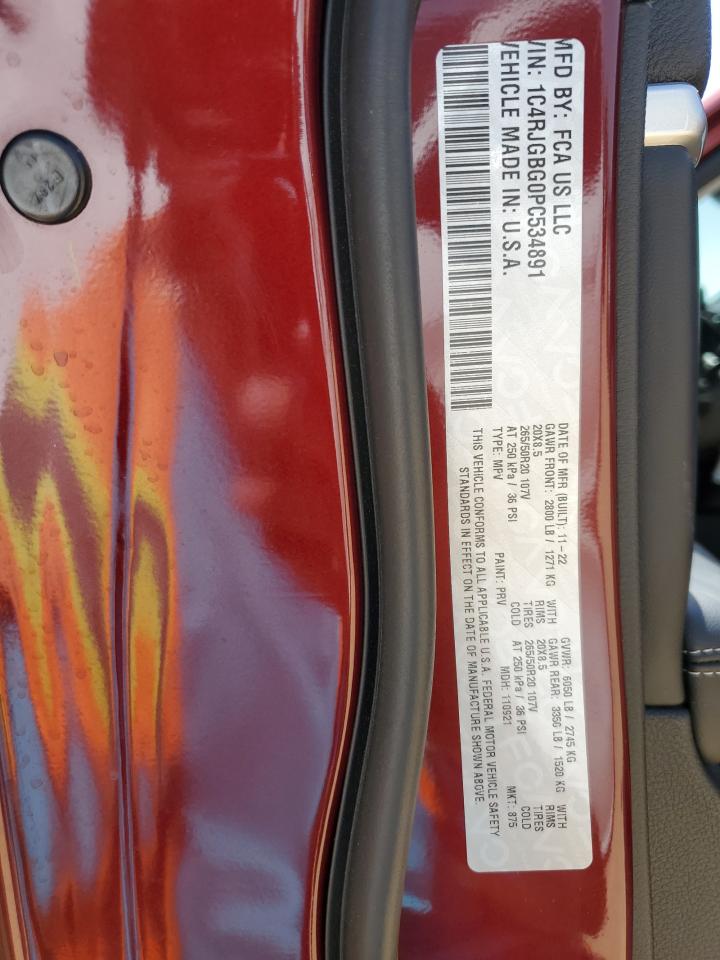 MFD BY: FCA US LLC
VIN: 1C4RJGBG0PC534891
VEHICLE MADE IN: U.S.A.
DATE OF MFR (BUILT): 11-22 GVWR: 6050 LB / 2745 KG
GAWR FRONT: 2800 LB / 1271 KG WITH GAWR REAR: 3350 LB / 1520 KG WITH
20X8.5 RIMS 20X8.5 RIMS
265/50R20 107V TIRES 265/50R20 107V TIRES
AT 250 kPa / 36 PSI COLD AT 250 kPa / 36 PSI COLD
TYPE: MPV PAINT: PRV MDH: 110921 MKT: 875
THIS VEHICLE CONFORMS TO ALL APPLICABLE U.S.A. FEDERAL MOTOR VEHICLE SAFETY
STANDARDS IN EFFECT ON THE DATE OF MANUFACTURE SHOWN ABOVE.